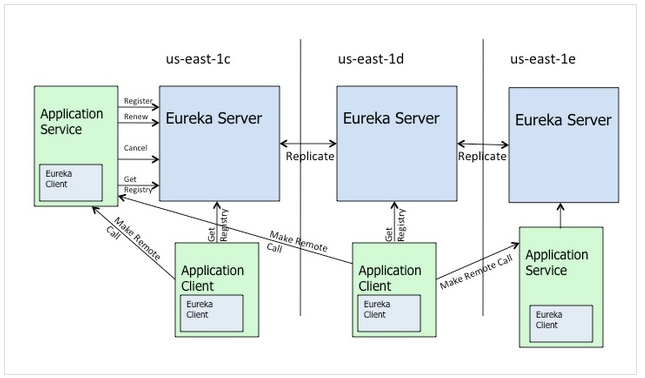 us-east-1c
us-east-1d
us-east-1e
Application
Service
Eureka
Client
Register
Renew
Cancel
Get
Registry
Eureka Server
Replicate
Eureka Server
Replicate
Eureka Server
Make Remote
Call
Get
Registry
Make Remote
Call
Get
Registry
Make Remote Call
Application
Client
Eureka
Client
Application
Client
Eureka
Client
Application
Service
Eureka
Client